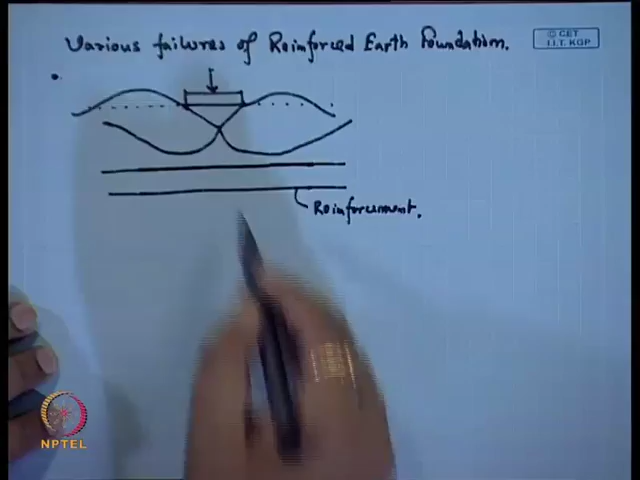 Various failures of Reinforced Earth Foundation.
© CET
I.I.T. KGP
Reinforcement.
NPTEL